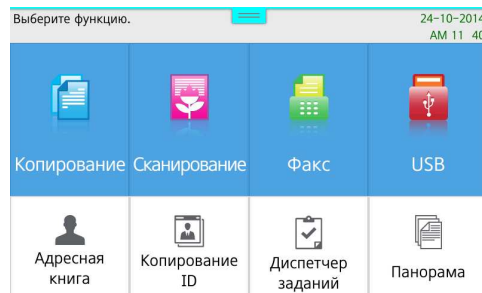 Выберите функцию.
24-10-2014
AM 11 40
Копирование
Сканирование
Факс
USB
Адресная
книга
Копирование
ID
Диспетчер
заданий
Панорама